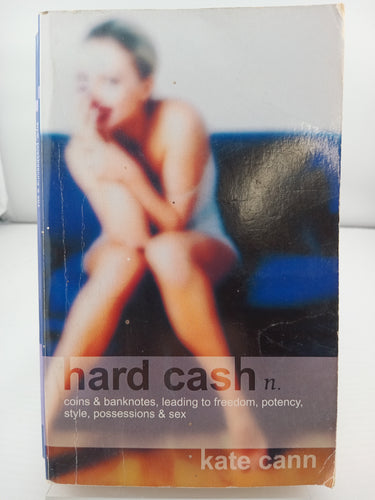 hard cash n.
coins & banknotes, leading to freedom, potency,
style, possessions & sex
kate cann